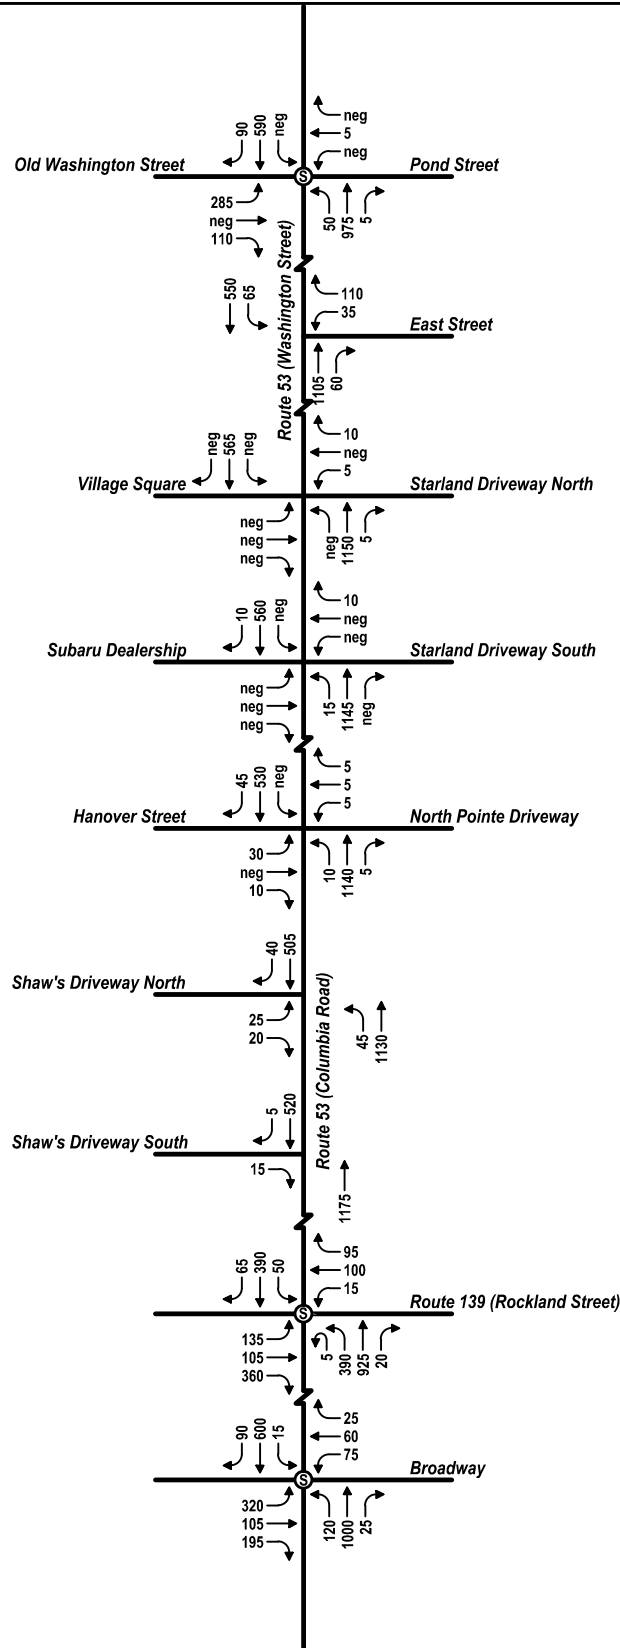 90 590 neg
neg
5
neg
Old Washington Street
S
Pond Street
285
neg
110
50 975 5
Route 53 (Washington Street)
550 65
110
35
East Street
1105 60
neg 565 neg
10
neg
5
Village Square
Starland Driveway North
neg
neg
neg
neg 1150 5
10 560 neg
10
neg
neg
Subaru Dealership
Starland Driveway South
neg
neg
neg
15 1145 neg
45 530 neg
5
5
5
Hanover Street
North Pointe Driveway
30
neg
10
10 1140 5
40 505
Shaw's Driveway North
25
20
45 1130
Route 53 (Columbia Road)
5 520
Shaw's Driveway South
15
1175
65 390 50
95
100
15
S
Route 139 (Rockland Street)
135
105
360
5 390 925 20
90 600 15
25
60
75
S
Broadway
320
105
195
120 1000 25